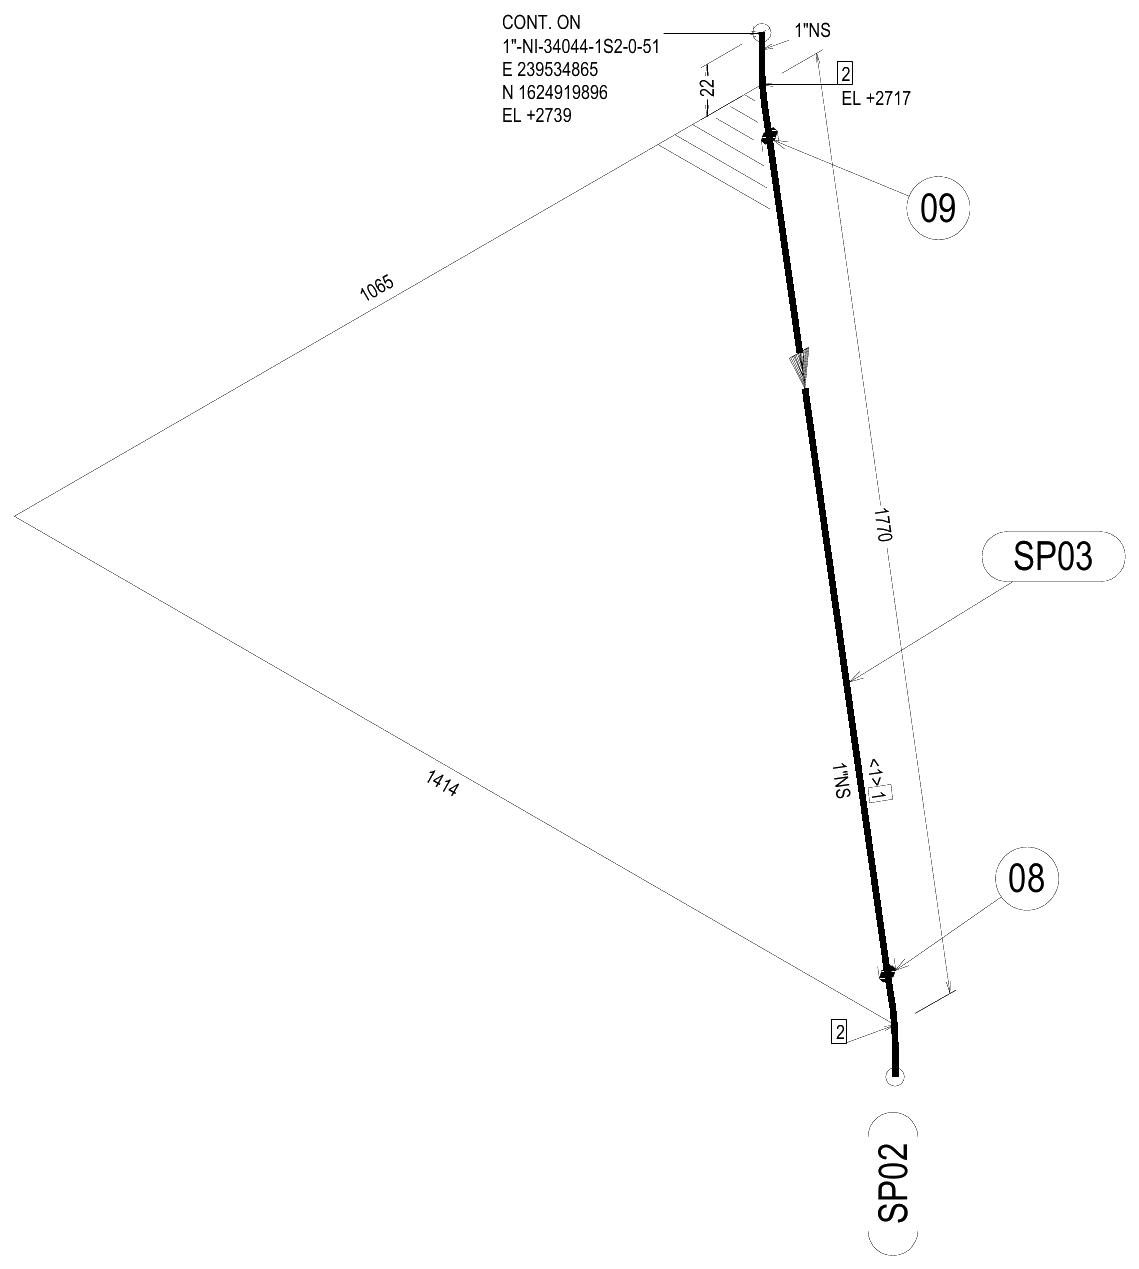 CONT. ON
1"-NI-34044-1S2-0-51
E 239534865
N 1624919896
EL +2739
1"NS
2
EL +2717
22
09
1065
1770
SP03
1414
1"NS
<1> 1
08
2
SP02